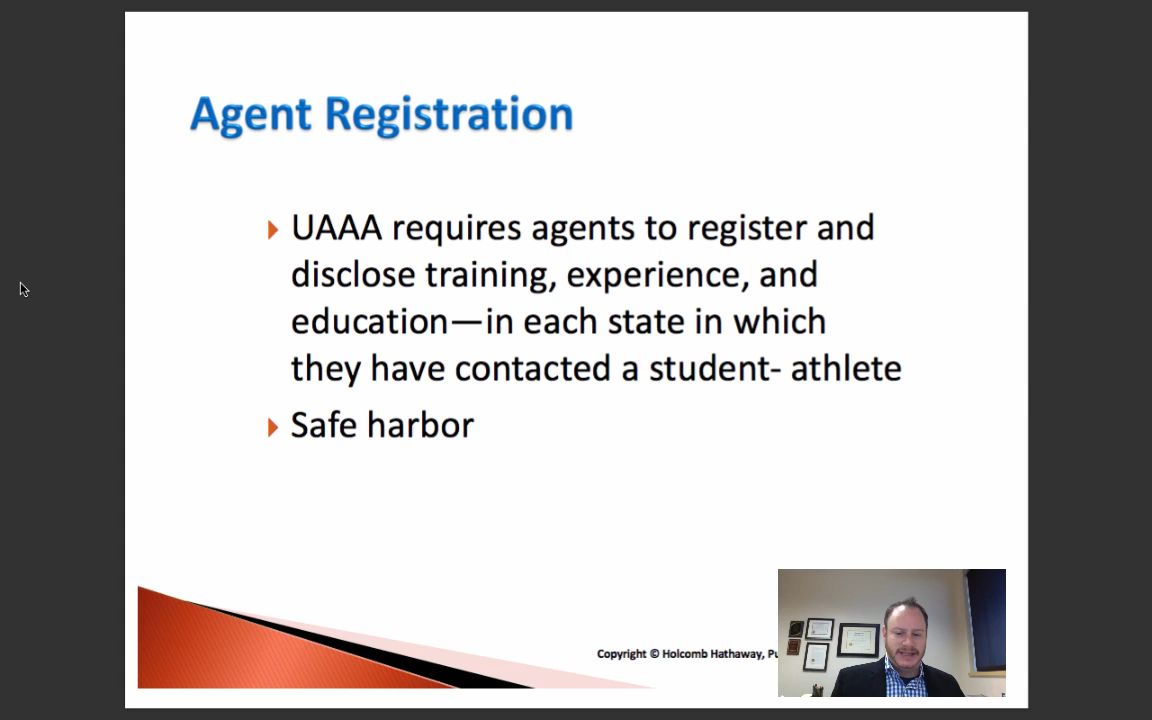 Agent Registration
UAAA requires agents to register and
disclose training, experience, and
education—in each state in which
they have contacted a student- athlete
Safe harbor
Copyright © Holcomb Hathaway,